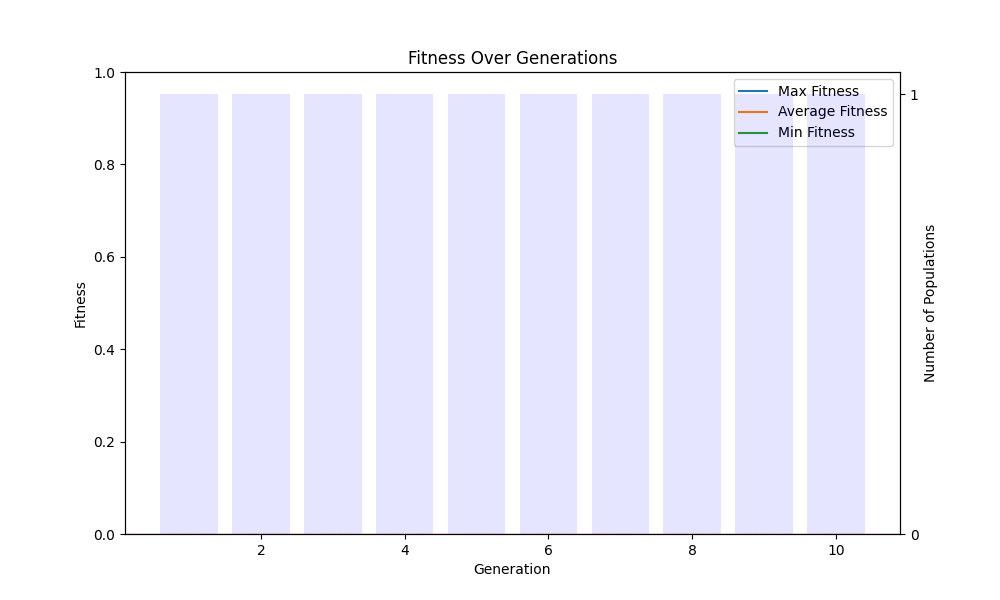 Fitness Over Generations
Max Fitness
Average Fitness
Min Fitness
1.0
0.8
0.6
0.4
0.2
0.0
Fitness
1
0
Number of Populations
2 4 6 8 10
Generation